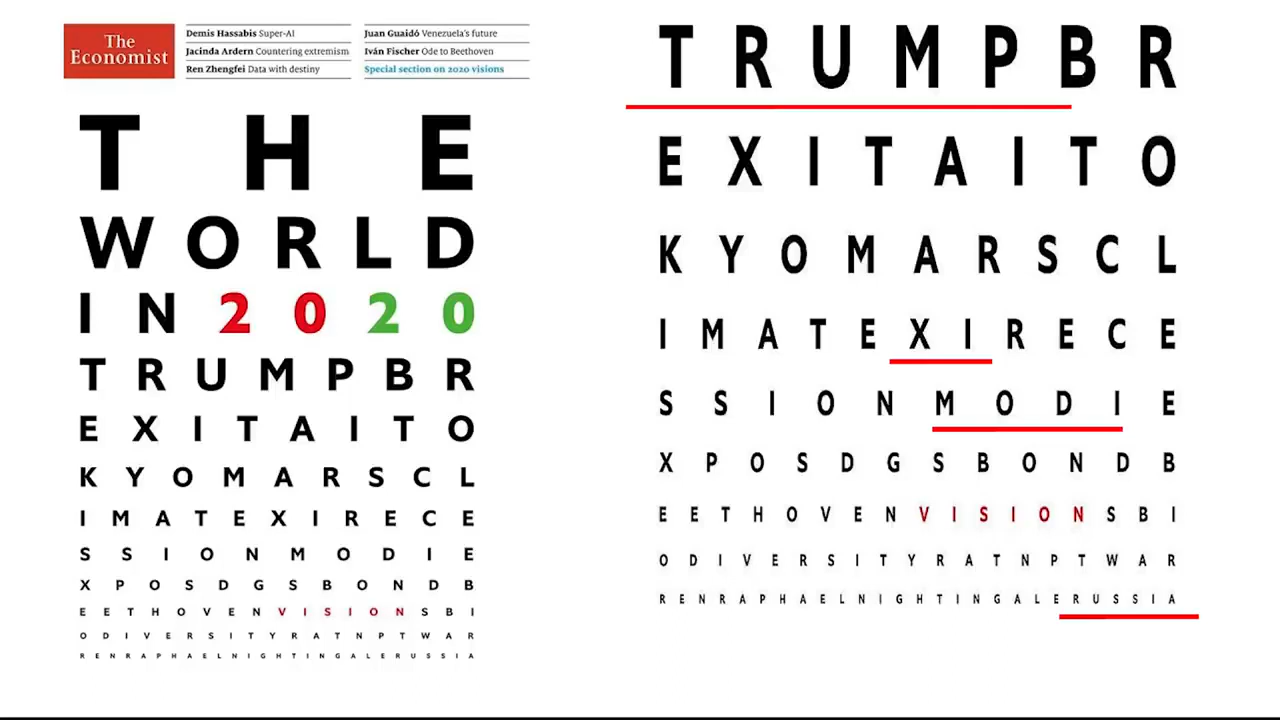 The
Economist
Demis Hassabis Super-AI
Jacinda Ardern Countering extremism
Ren Zhengfei Data with destiny
Juan Guaidó Venezuela's future
Iván Fischer Ode to Beethoven
Special section on 2020 visions
T H E
W O R L D
I N 2 0 2 0
T R U M P B R
E X I T A I T O
K Y O M A R S C L
I M A T E X I R E C E
S S I O N M O D I E
X P O S D G S B O N D B
E E T H O V E N V I S I O N S B I
O D I V E R S I T Y R A T N P T W A R
R E N R A P H A E L N I G H T I N G A L E R U S S I A
T R U M P B R
E X I T A I T O
K Y O M A R S C L
I M A T E X I R E C E
S S I O N M O D I E
X P O S D G S B O N D B
E E T H O V E N V I S I O N S B I
O D I V E R S I T Y R A T N P T W A R
R E N R A P H A E L N I G H T I N G A L E R U S S I A